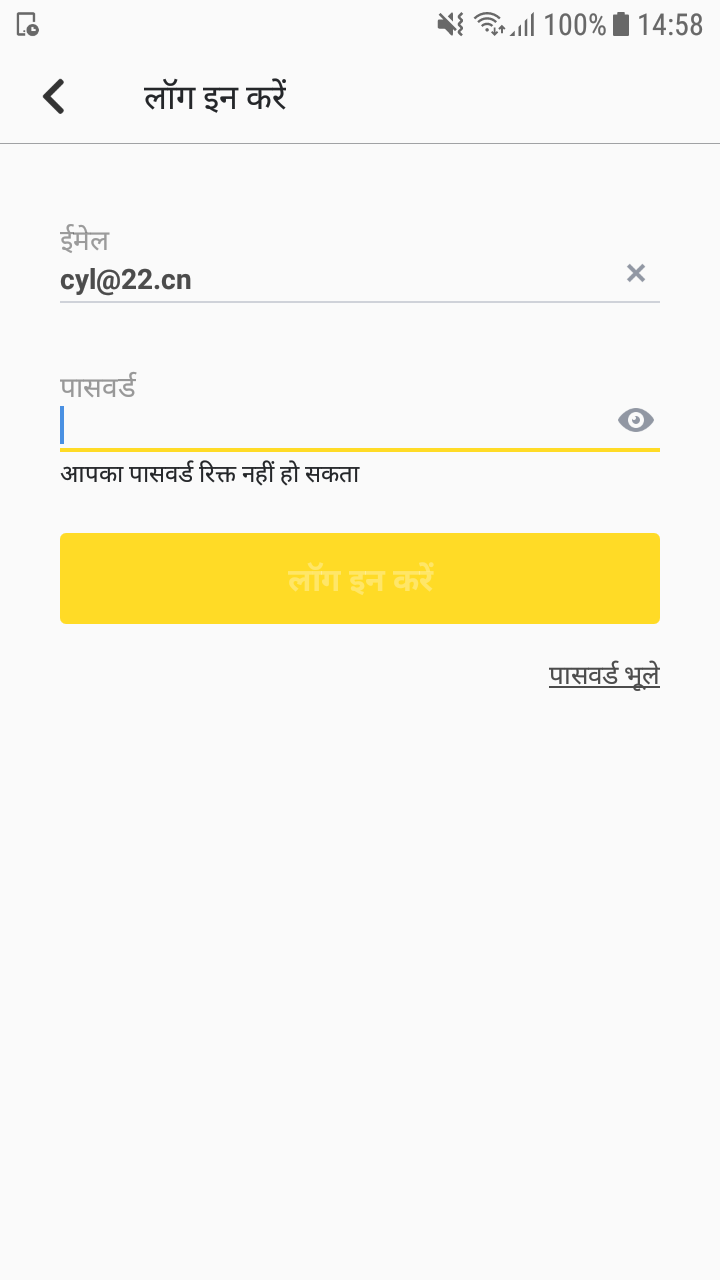 100% 14:58
लॉग इन करें
ईमेल
cyl@22.cn
पासवर्ड
आपका पासवर्ड रिक्त नहीं हो सकता
लॉग इन करें
पासवर्ड भूले